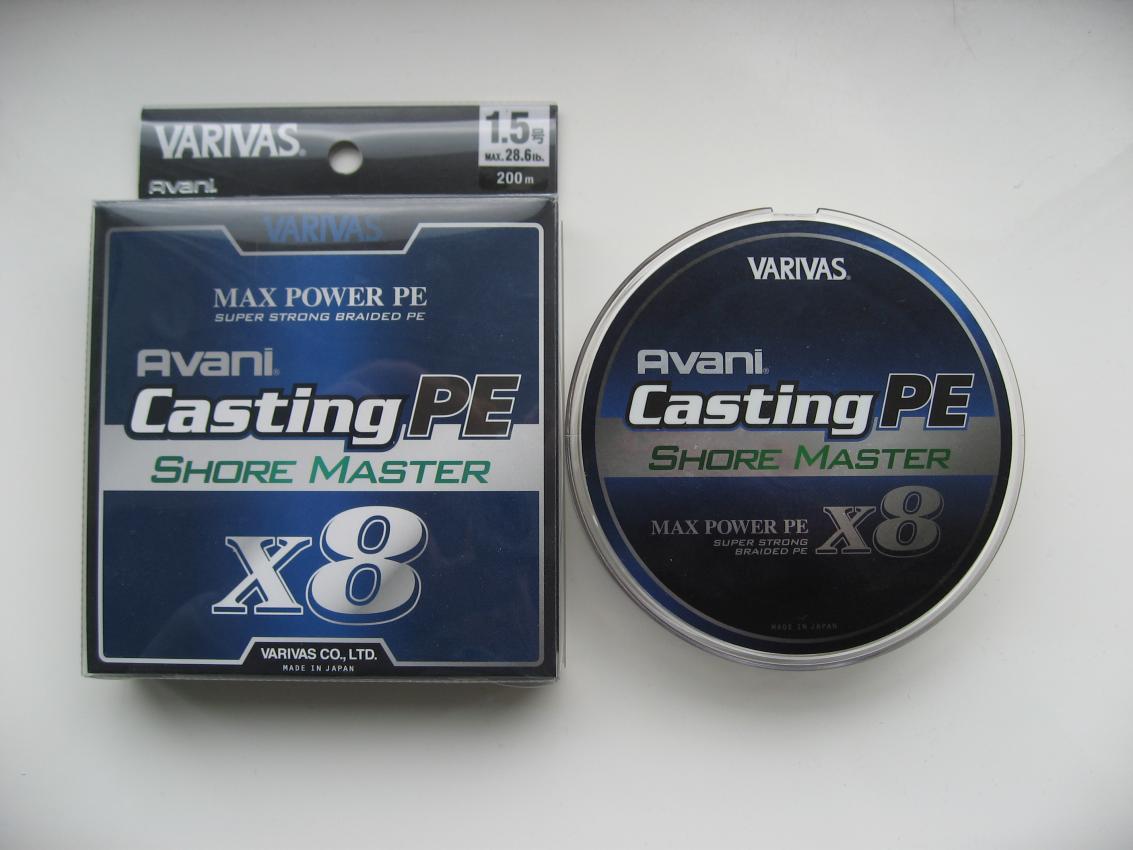 VARIVAS®
Avani
1.5号
MAX. 28.6lb.
200m
VARIVAS
MAX POWER PE
SUPER STRONG BRAIDED PE
Avani®
Casting PE
SHORE MASTER
X8
VARIVAS CO., LTD.
MADE IN JAPAN
VARIVAS®
Avani®
Casting PE
SHORE MASTER
MAX POWER PE
SUPER STRONG
BRAIDED PE
X8
MADE IN JAPAN